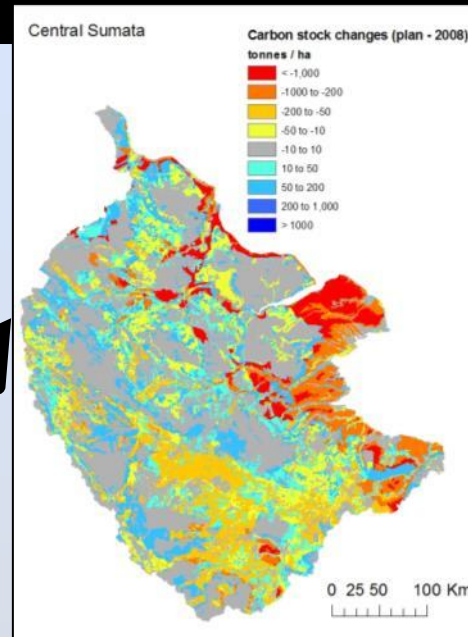 Central Sumata
Carbon stock changes (plan - 2008)
tonnes / ha
< -1,000
-1000 to -200
-200 to -50
-50 to -10
-10 to 10
10 to 50
50 to 200
200 to 1,000
> 1000
0 25 50 100 Km